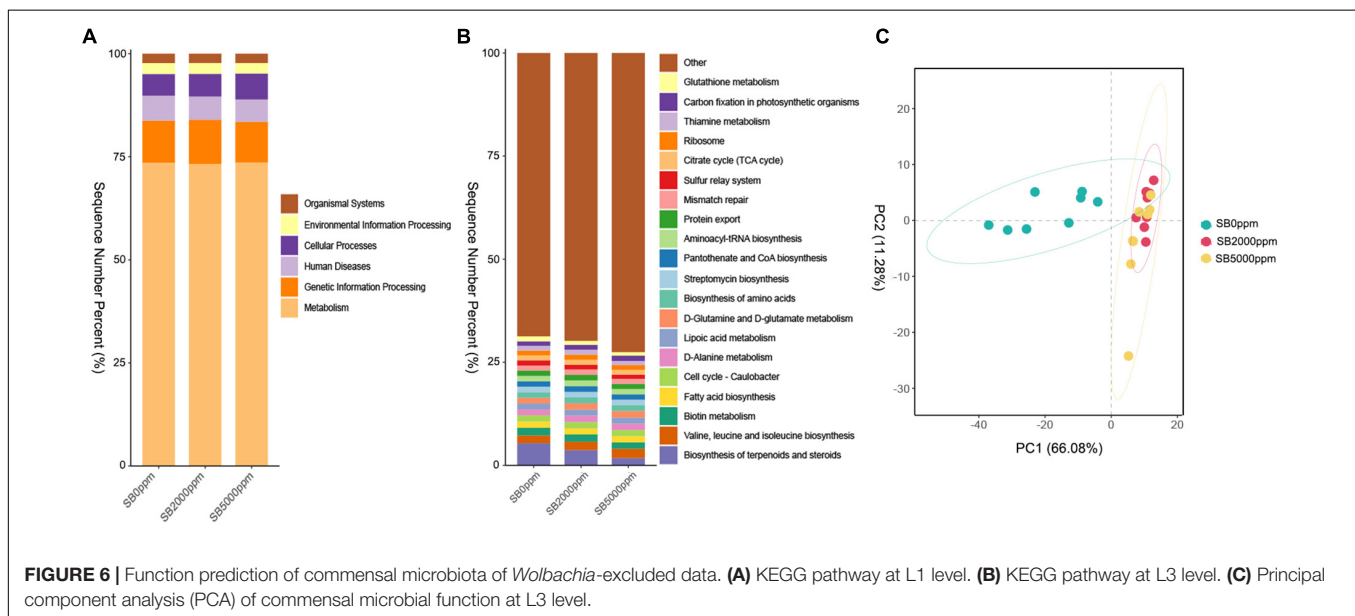 A
Sequence Number Percent (%)
100
75
50
25
0
SB0ppm
SB2000ppm
SB5000ppm
Organismal Systems
Environmental Information Processing
Cellular Processes
Human Diseases
Genetic Information Processing
Metabolism
B
Sequence Number Percent (%)
100
50
25
0
SB0ppm
SB2000ppm
SB5000ppm
Other
Glutathione metabolism
Carbon fixation in photosynthetic organisms
Thiamine metabolism
Ribosome
Citrate cycle (TCA cycle)
Sulfur relay system
Mismatch repair
Protein export
Aminoacyl-tRNA biosynthesis
Pantothenate and CoA biosynthesis
Streptomycin biosynthesis
Biosynthesis of amino acids
D-Glutamine and D-glutamate metabolism
Lipoic acid metabolism
D-Alanine metabolism
Cell cycle - Caulobacter
Fatty acid biosynthesis
Biotin metabolism
Valine, leucine and isoleucine biosynthesis
Biosynthesis of terpenoids and steroids
C
PC2 (11.28%)
20
10
0
-10
-20
-30
-40
-20
0
20
PC1 (66.08%)
SB0ppm
SB2000ppm
SB5000ppm
FIGURE 6 | Function prediction of commensal microbiota of Wolbachia-excluded data. (A) KEGG pathway at L1 level. (B) KEGG pathway at L3 level. (C) Principal
component analysis (PCA) of commensal microbial function at L3 level.